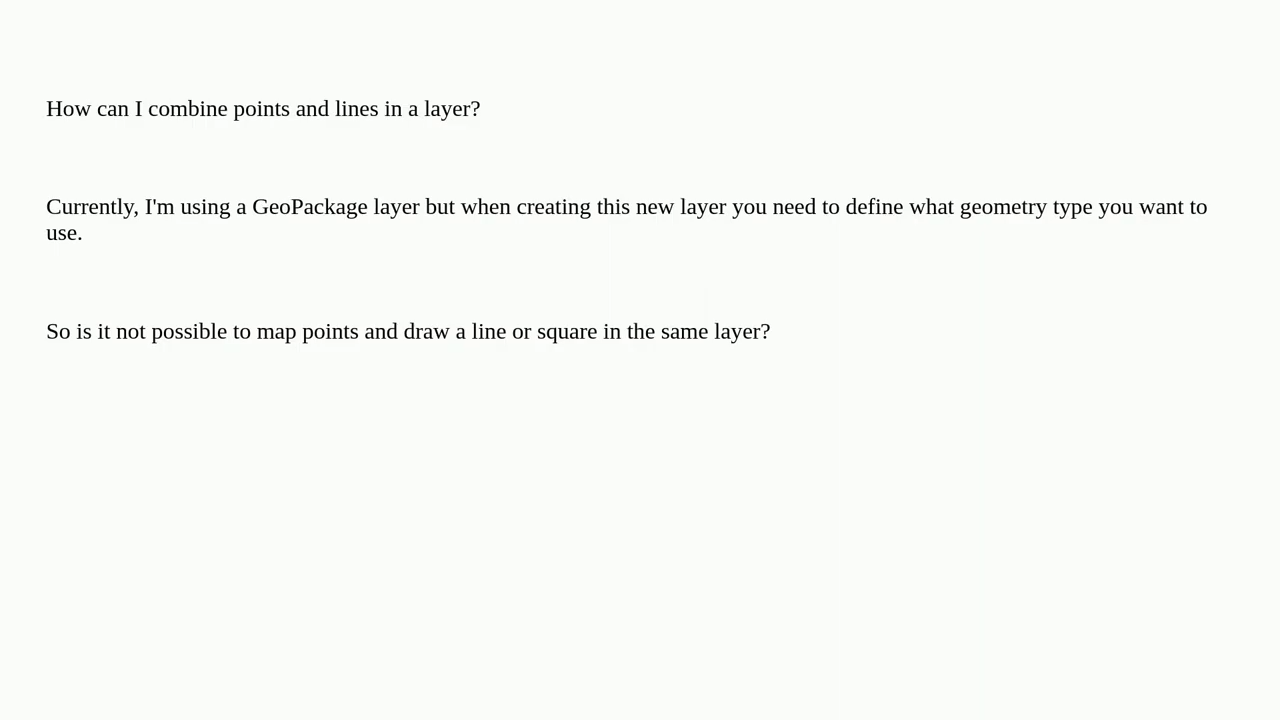 How can I combine points and lines in a layer?
Currently, I'm using a GeoPackage layer but when creating this new layer you need to define what geometry type you want to
use.
So is it not possible to map points and draw a line or square in the same layer?